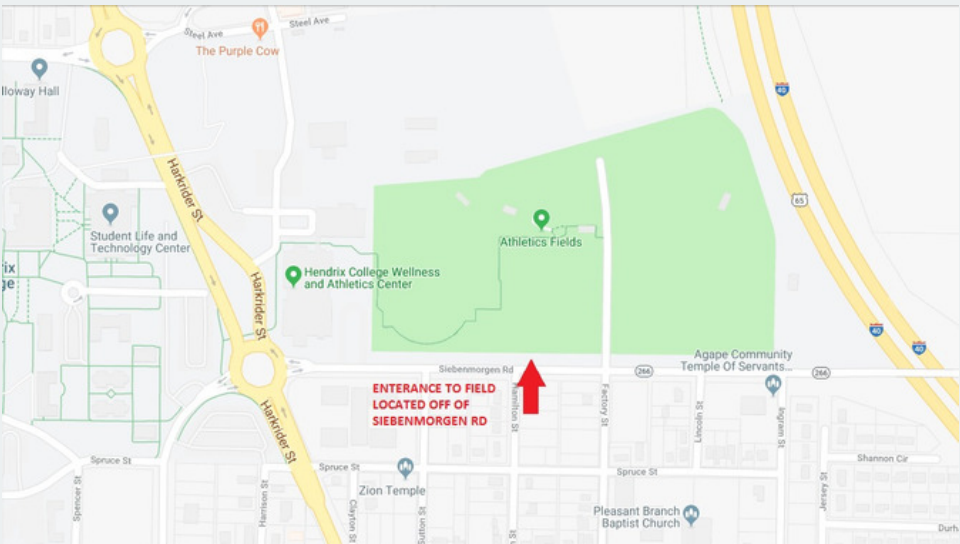 Steel Ave
Steel Ave
The Purple Cow
40
lloway Hall
Harkrider St
65
Student Life and
Technology Center
Athletics Fields
rix
ge
Hendrix College Wellness
and Athletics Center
Harkrider St
40
40
Agape Community
Temple Of Servants...
Siebenmorgen Rd
266
266
ENTERANCE TO FIELD
LOCATED OFF OF
SIEBENMORGEN RD
Hamilton St
Factory St
Lincoln St
Ingram St
Harkrider St
Spruce St
Spruce St
Spruce St
Shannon Cir
Zion Temple
Spencer St
Harrison St
Clayton St
Sutton St
n St
Jersey St
Pleasant Branch
Baptist Church
Durh